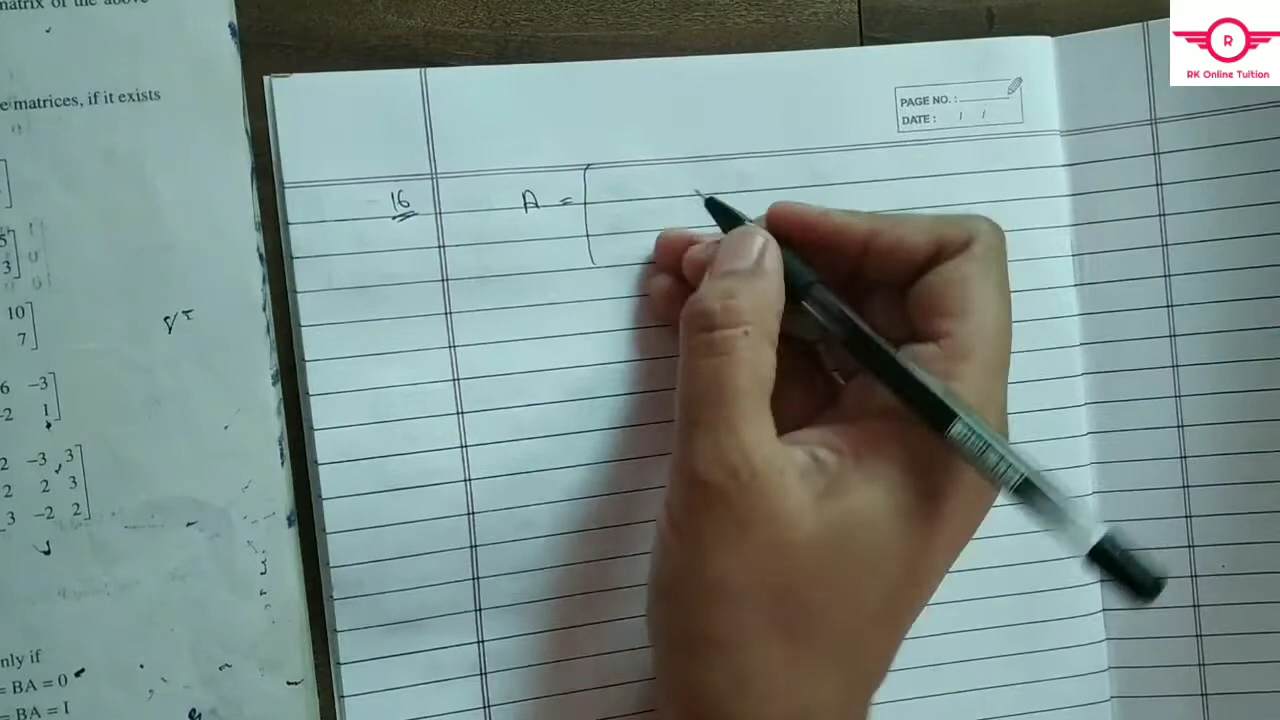 matrix of the above
e matrices, if it exists
5
3
10
7
6 -3
-2 1
2 -3 3
2 2 3
3 -2 2
nly if
= BA = 0
= BA = I
PAGE NO. :
DATE : / /
16 A =
R
RK Online Tuition